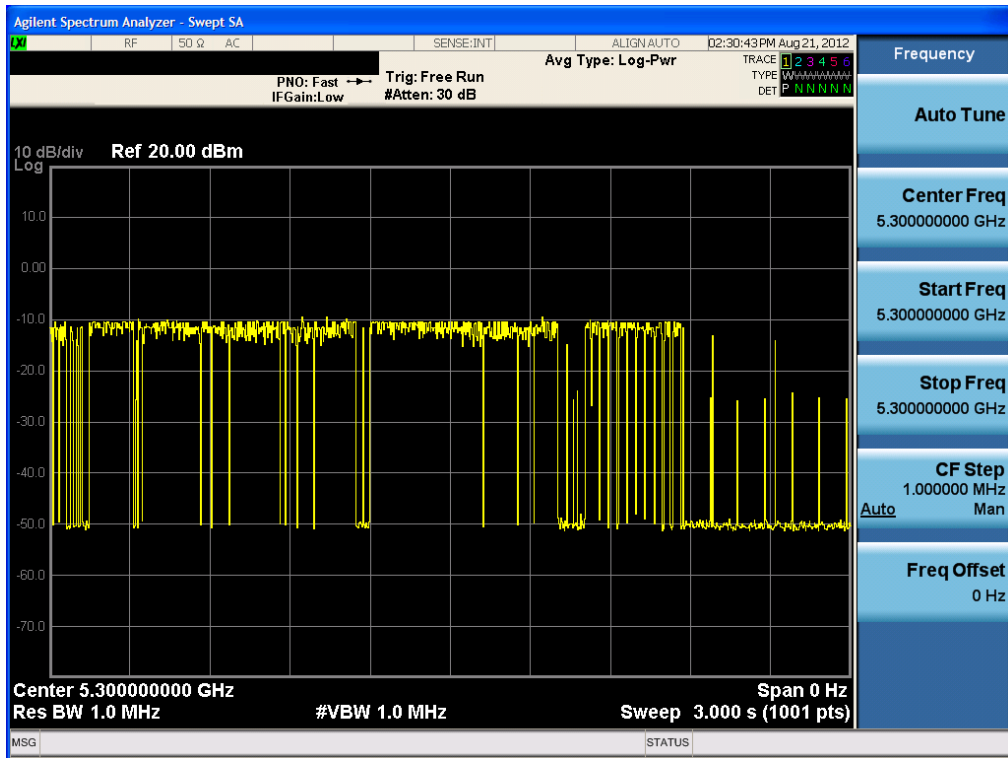 Agilent Spectrum Analyzer - Swept SA
LXI RF 50 Ω AC SENSE:INT ALIGN AUTO 02:30:43 PM Aug 21, 2012
Frequency
Avg Type: Log-Pwr
TRACE 1 2 3 4 5 6
PNO: Fast
Trig: Free Run
TYPE
IFGain:Low
#Atten: 30 dB
DET P N N N N N
Auto Tune
10 dB/div Ref 20.00 dBm
Log
10.0
0.00
-10.0
-20.0
-30.0
-40.0
-50.0
-60.0
-70.0
Center Freq
5.300000000 GHz
Start Freq
5.300000000 GHz
Stop Freq
5.300000000 GHz
CF Step
1.000000 MHz
Auto Man
Freq Offset
0 Hz
Center 5.300000000 GHz Span 0 Hz
Res BW 1.0 MHz #VBW 1.0 MHz Sweep 3.000 s (1001 pts)
MSG STATUS